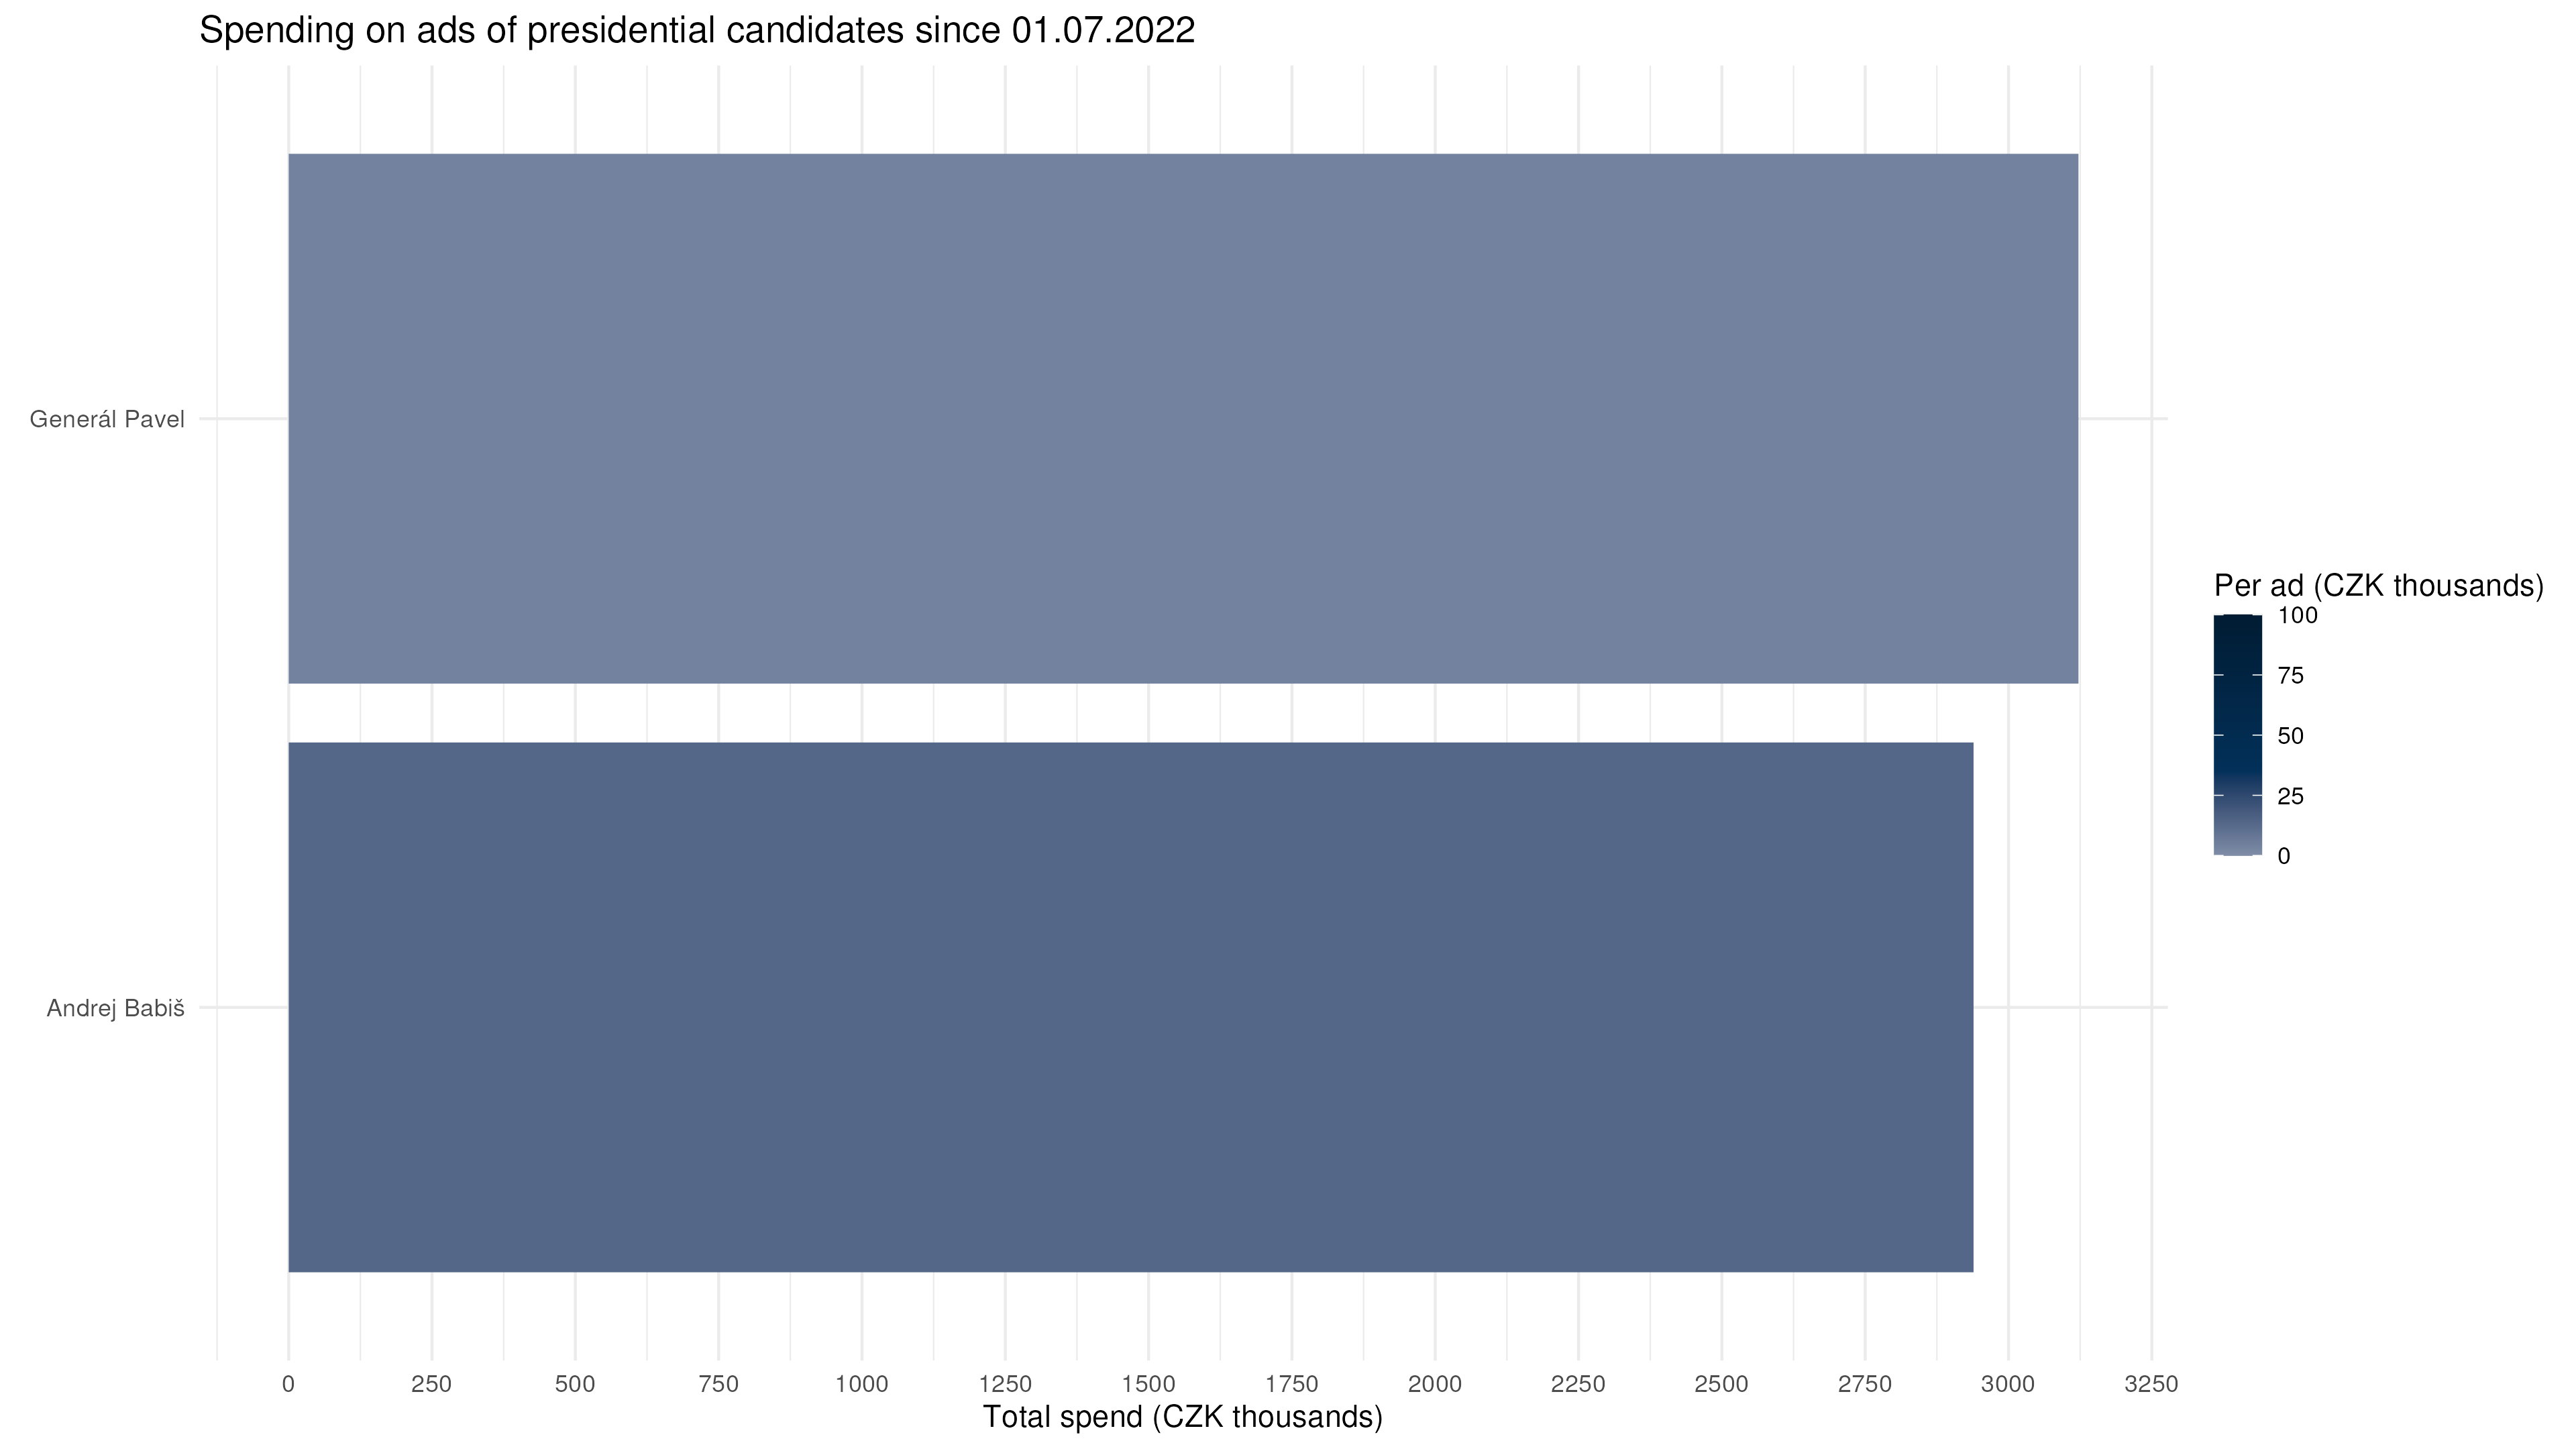 Spending on ads of presidential candidates since 01.07.2022
Generál Pavel
Andrej Babiš
0 250 500 750 1000 1250 1500 1750 2000 2250 2500 2750 3000 3250
Total spend (CZK thousands)
Per ad (CZK thousands)
100
75
50
25
0